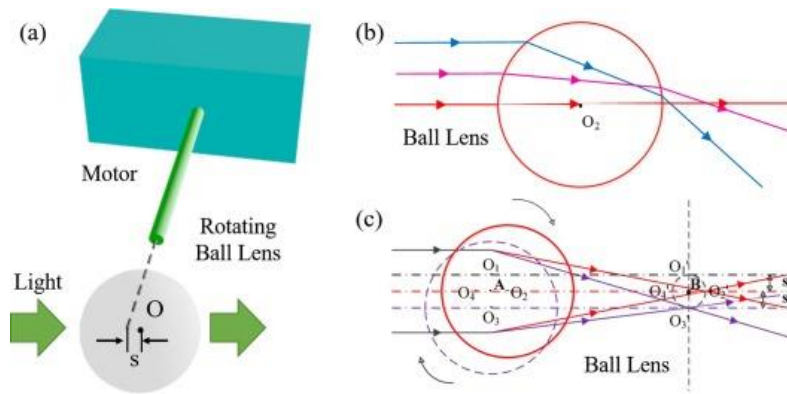 (a)
Motor
Rotating
Ball Lens
Light
O
s
(b)
O₂
Ball Lens
(c)
O₁
O₁
s
A
B
O₄
O₂
O₄'
O₂'
s
O₃
O₃'
Ball Lens